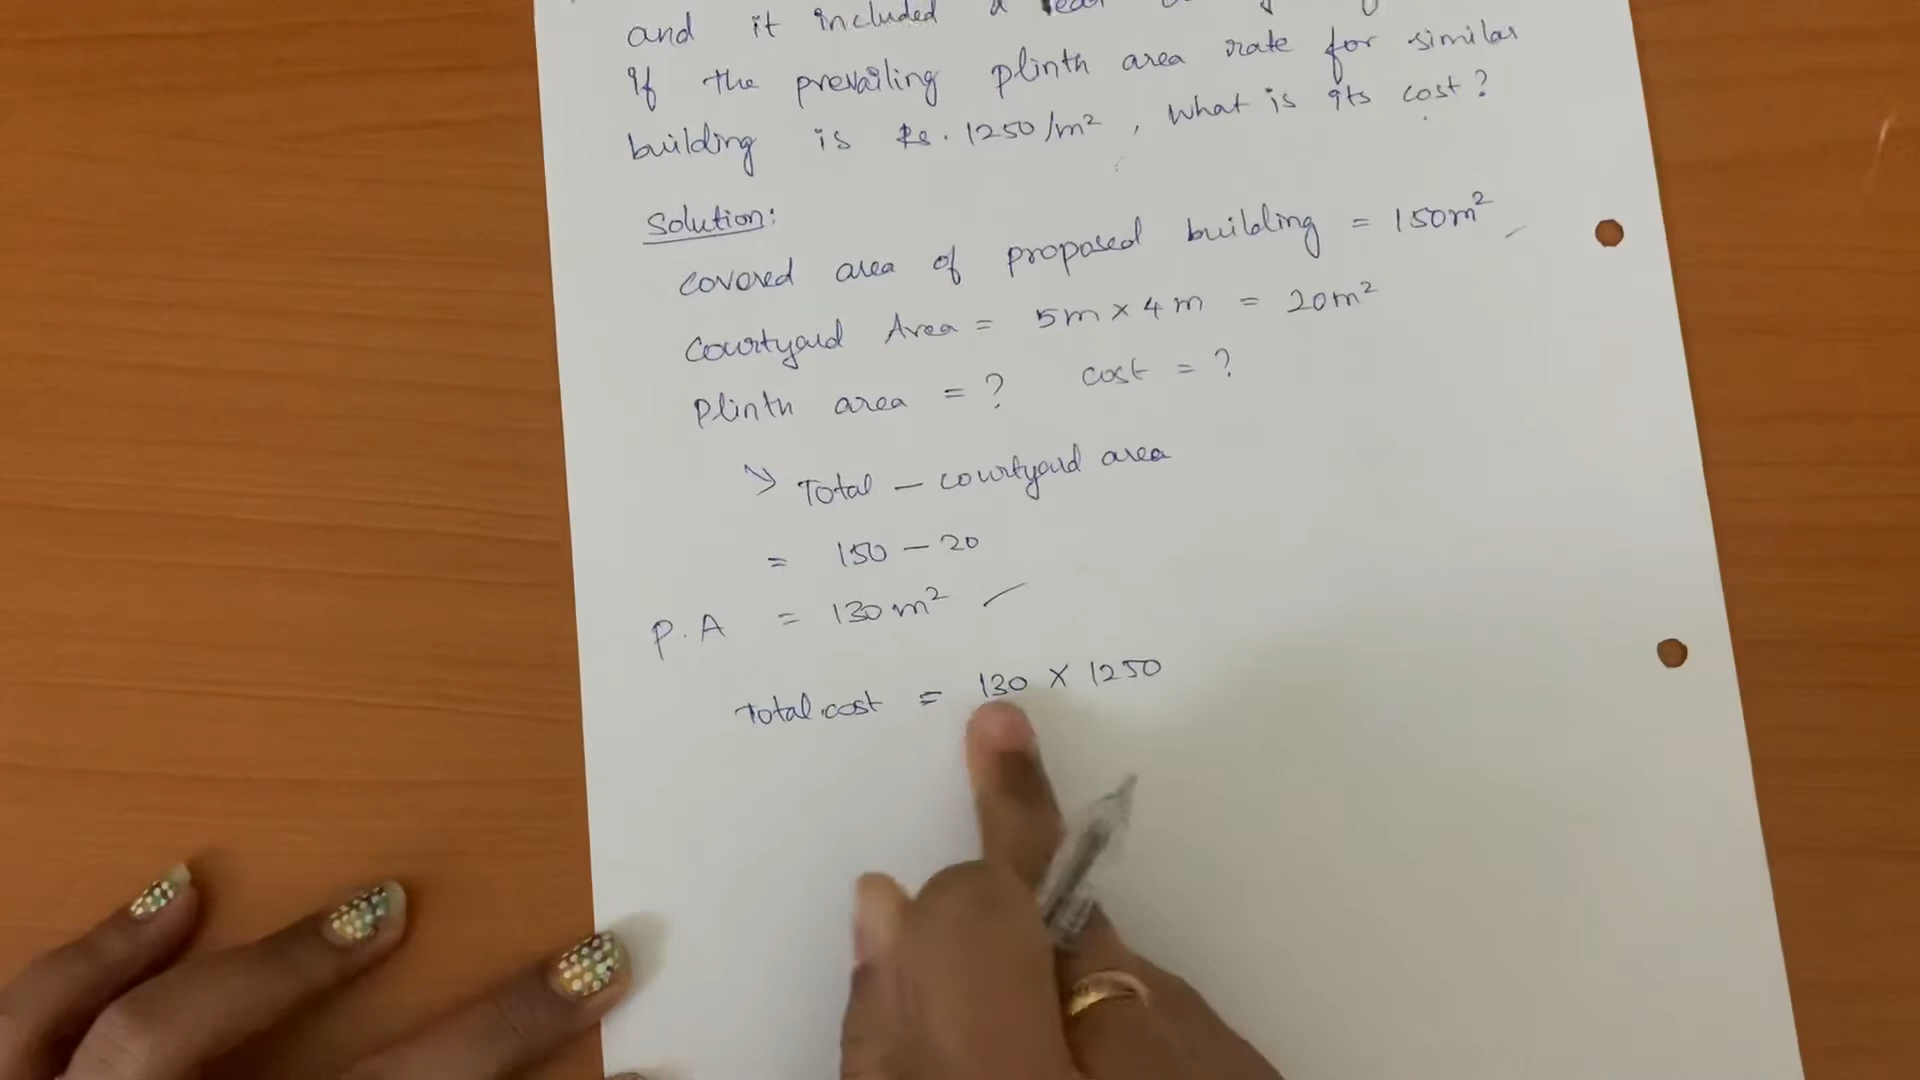 and it included a rear
If the prevailing plinth area rate for similar
building is Rs. 1250/m², what is its cost?
Solution:
covered area of proposed building = 150m²
Courtyard Area = 5m × 4m = 20m²
Plinth area = ? cost = ?
Total - courtyard area
= 150 - 20
P.A = 130m²
Total cost = 130 × 1250